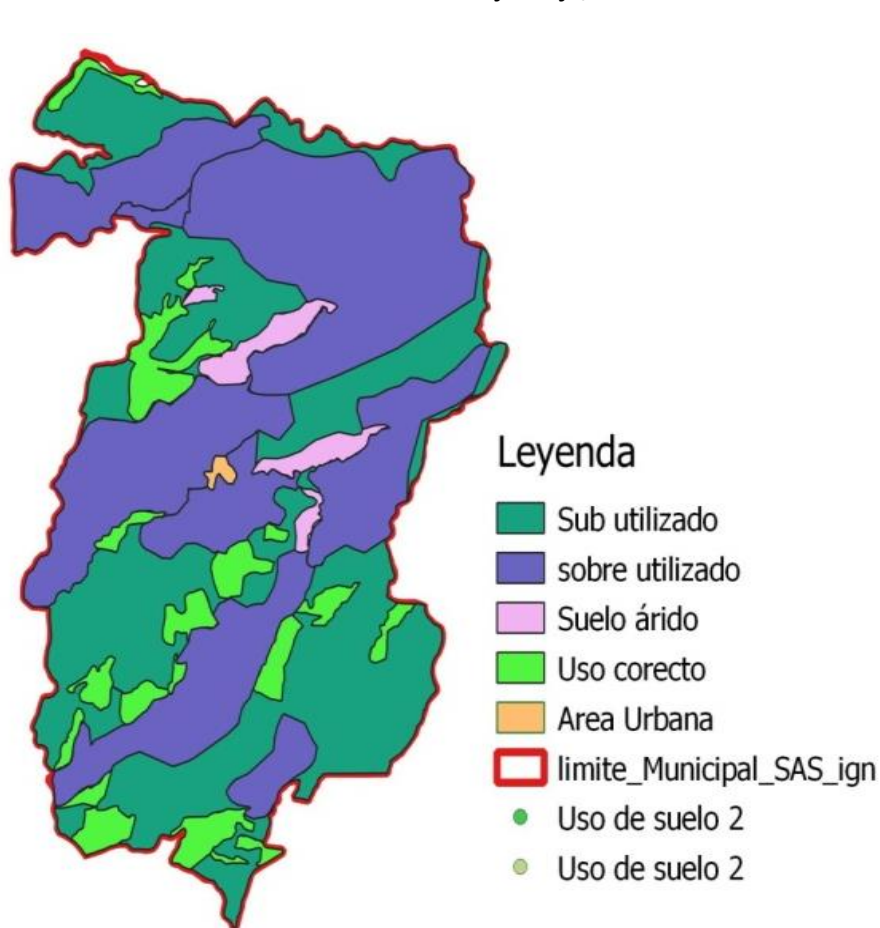 Leyenda
Sub utilizado
sobre utilizado
Suelo árido
Uso corecto
Area Urbana
limite_Municipal_SAS_ign
Uso de suelo 2
Uso de suelo 2